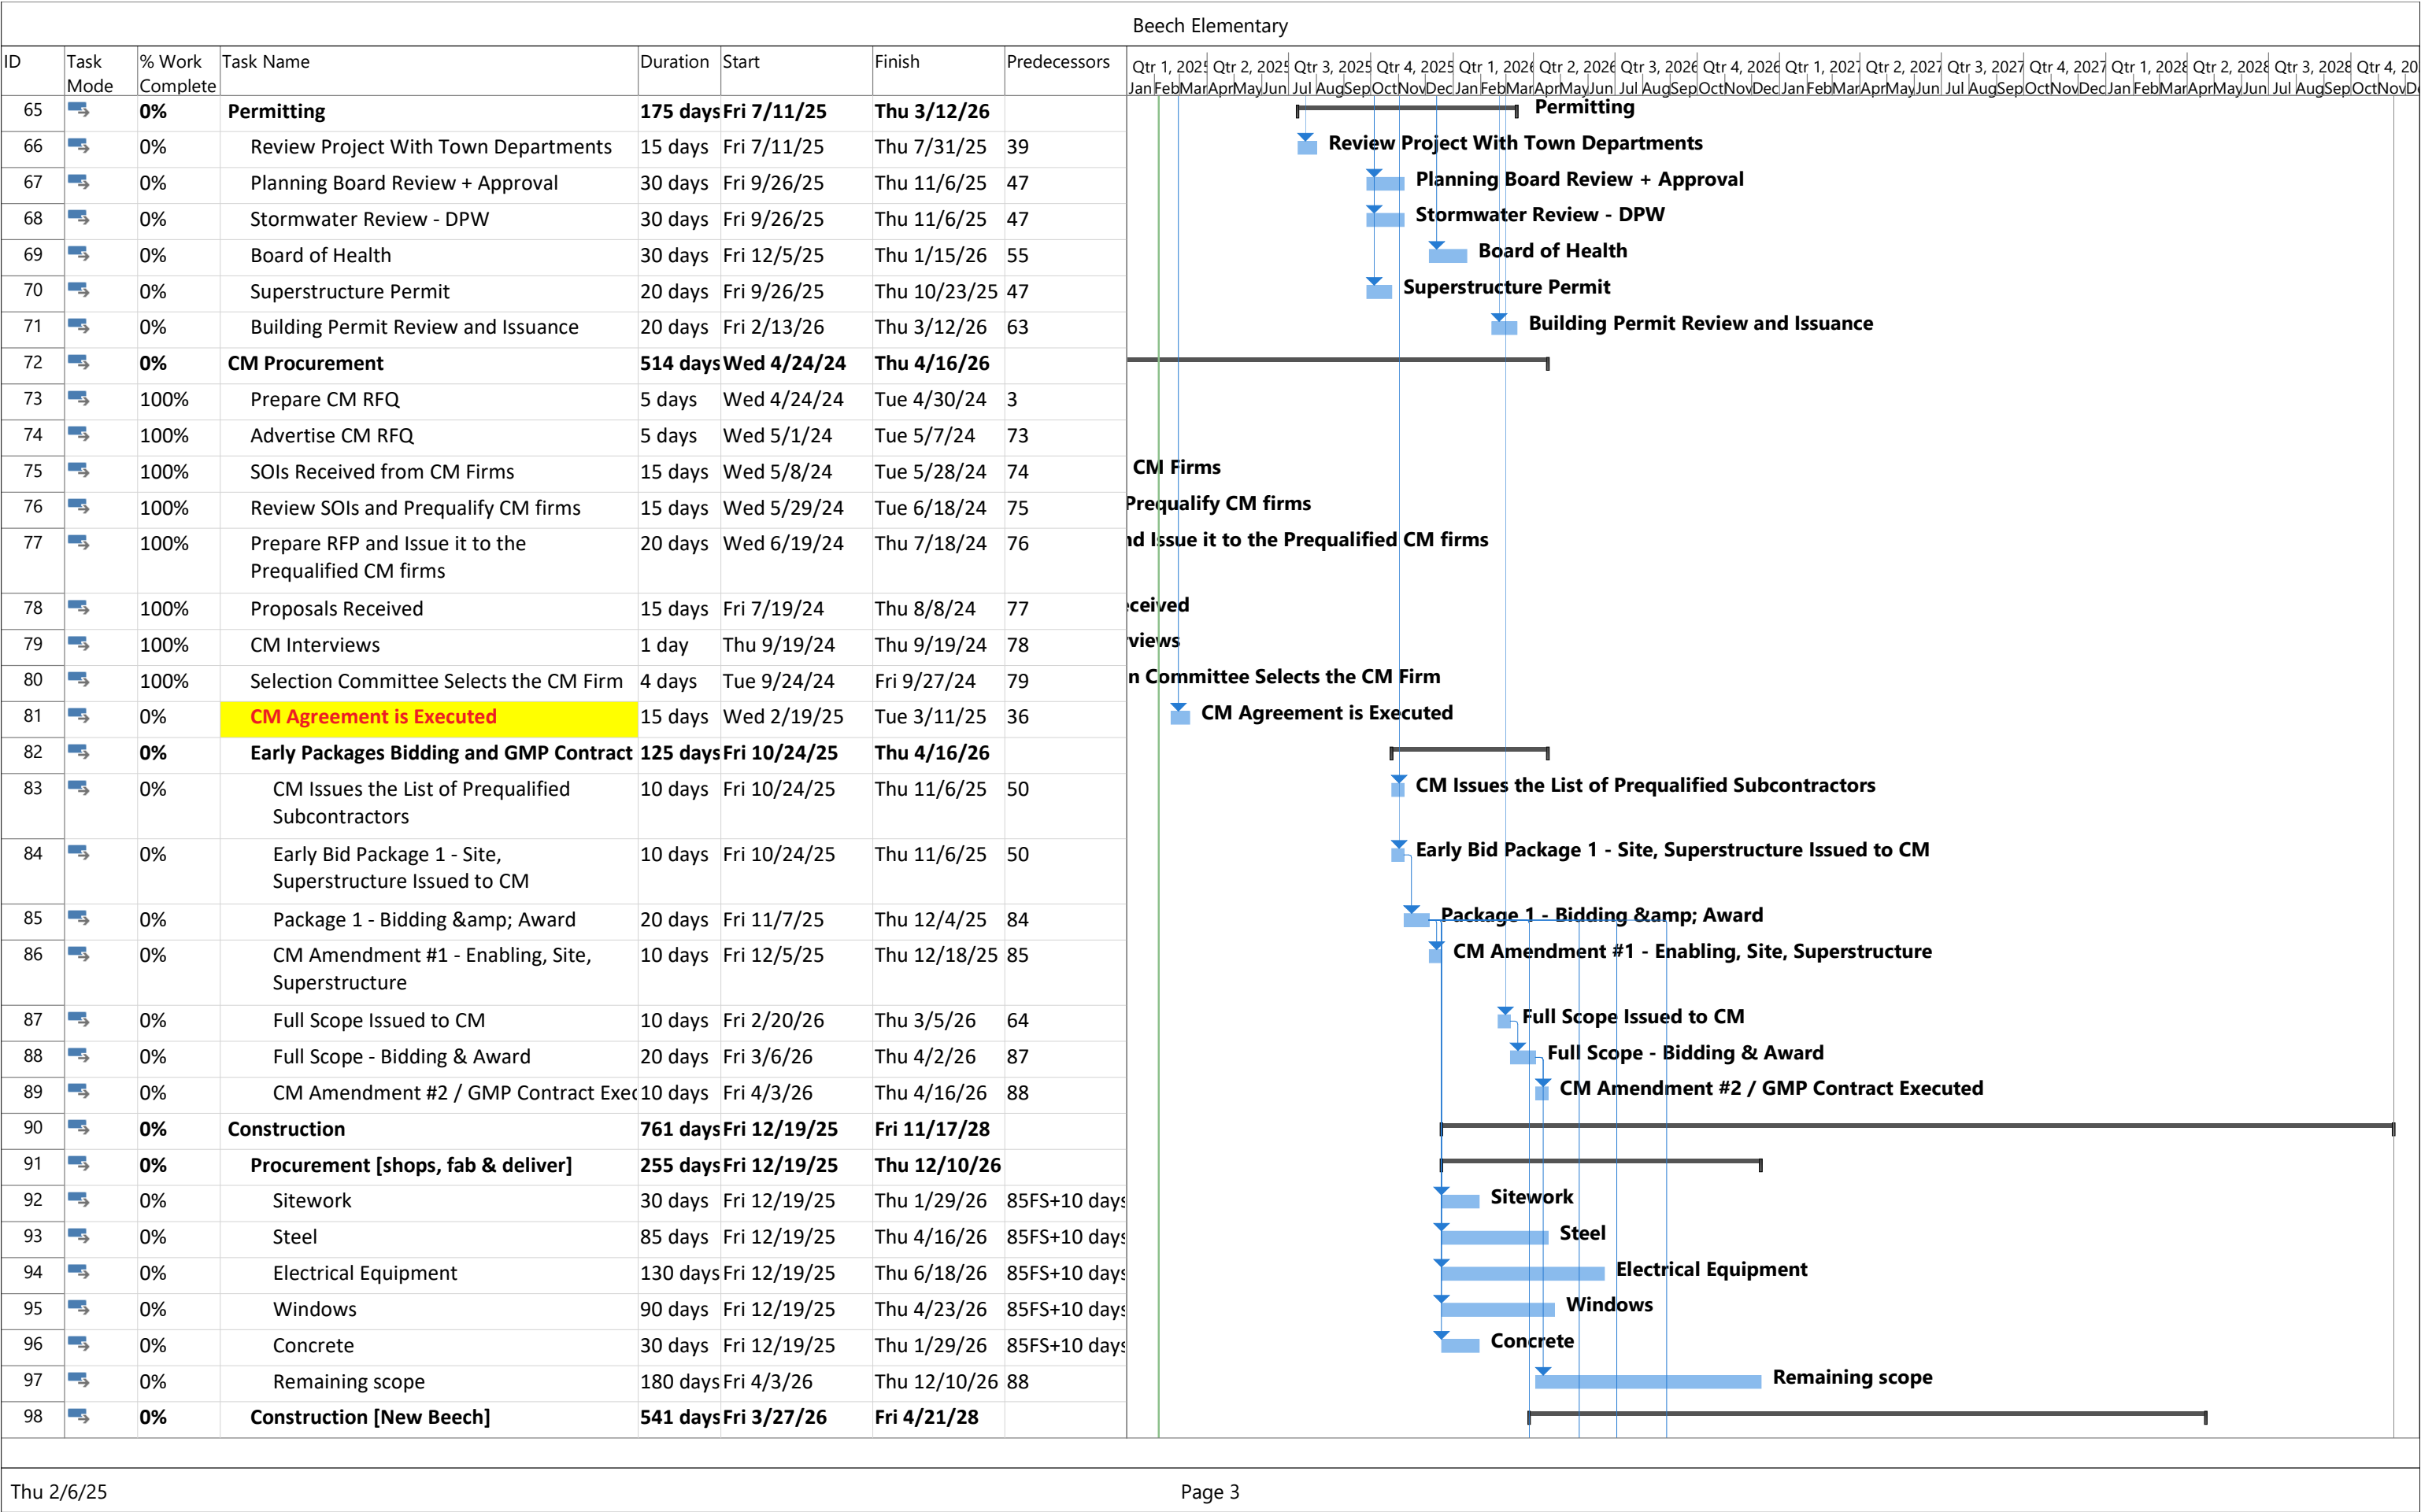 Beech Elementary
ID Task Mode % Work Complete Task Name Duration Start Finish Predecessors
Qtr 1, 2025 Qtr 2, 2025 Qtr 3, 2025 Qtr 4, 2025 Qtr 1, 2026 Qtr 2, 2026 Qtr 3, 2026 Qtr 4, 2026 Qtr 1, 2027 Qtr 2, 2027 Qtr 3, 2027 Qtr 4, 2027 Qtr 1, 2028 Qtr 2, 2028 Qtr 3, 2028 Qtr 4, 20
Jan Feb Mar Apr May Jun Jul Aug Sep Oct Nov Dec Jan Feb Mar Apr May Jun Jul Aug Sep Oct Nov Dec Jan Feb Mar Apr May Jun Jul Aug Sep Oct Nov Dec Jan Feb Mar Apr May Jun Jul Aug Sep Oct Nov De
65 0% Permitting 175 days Fri 7/11/25 Thu 3/12/26 Permitting
66 0% Review Project With Town Departments 15 days Fri 7/11/25 Thu 7/31/25 39 Review Project With Town Departments
67 0% Planning Board Review + Approval 30 days Fri 9/26/25 Thu 11/6/25 47 Planning Board Review + Approval
68 0% Stormwater Review - DPW 30 days Fri 9/26/25 Thu 11/6/25 47 Stormwater Review - DPW
69 0% Board of Health 30 days Fri 12/5/25 Thu 1/15/26 55 Board of Health
70 0% Superstructure Permit 20 days Fri 9/26/25 Thu 10/23/25 47 Superstructure Permit
71 0% Building Permit Review and Issuance 20 days Fri 2/13/26 Thu 3/12/26 63 Building Permit Review and Issuance
72 0% CM Procurement 514 days Wed 4/24/24 Thu 4/16/26
73 100% Prepare CM RFQ 5 days Wed 4/24/24 Tue 4/30/24 3
74 100% Advertise CM RFQ 5 days Wed 5/1/24 Tue 5/7/24 73
75 100% SOIs Received from CM Firms 15 days Wed 5/8/24 Tue 5/28/24 74 CM Firms
76 100% Review SOIs and Prequalify CM firms 15 days Wed 5/29/24 Tue 6/18/24 75 Prequalify CM firms
77 100% Prepare RFP and Issue it to the 20 days Wed 6/19/24 Thu 7/18/24 76 nd Issue it to the Prequalified CM firms
Prequalified CM firms
78 100% Proposals Received 15 days Fri 7/19/24 Thu 8/8/24 77 eceived
79 100% CM Interviews 1 day Thu 9/19/24 Thu 9/19/24 78 rviews
80 100% Selection Committee Selects the CM Firm 4 days Tue 9/24/24 Fri 9/27/24 79 n Committee Selects the CM Firm
81 0% CM Agreement is Executed 15 days Wed 2/19/25 Tue 3/11/25 36 CM Agreement is Executed
82 0% Early Packages Bidding and GMP Contract 125 days Fri 10/24/25 Thu 4/16/26
83 0% CM Issues the List of Prequalified 10 days Fri 10/24/25 Thu 11/6/25 50 CM Issues the List of Prequalified Subcontractors
Subcontractors
84 0% Early Bid Package 1 - Site, 10 days Fri 10/24/25 Thu 11/6/25 50 Early Bid Package 1 - Site, Superstructure Issued to CM
Superstructure Issued to CM
85 0% Package 1 - Bidding &amp; Award 20 days Fri 11/7/25 Thu 12/4/25 84 Package 1 - Bidding &amp; Award
86 0% CM Amendment #1 - Enabling, Site, 10 days Fri 12/5/25 Thu 12/18/25 85 CM Amendment #1 - Enabling, Site, Superstructure
Superstructure
87 0% Full Scope Issued to CM 10 days Fri 2/20/26 Thu 3/5/26 64 Full Scope Issued to CM
88 0% Full Scope - Bidding & Award 20 days Fri 3/6/26 Thu 4/2/26 87 Full Scope - Bidding & Award
89 0% CM Amendment #2 / GMP Contract Exec 10 days Fri 4/3/26 Thu 4/16/26 88 CM Amendment #2 / GMP Contract Executed
90 0% Construction 761 days Fri 12/19/25 Fri 11/17/28
91 0% Procurement [shops, fab & deliver] 255 days Fri 12/19/25 Thu 12/10/26
92 0% Sitework 30 days Fri 12/19/25 Thu 1/29/26 85FS+10 days Sitework
93 0% Steel 85 days Fri 12/19/25 Thu 4/16/26 85FS+10 days Steel
94 0% Electrical Equipment 130 days Fri 12/19/25 Thu 6/18/26 85FS+10 days Electrical Equipment
95 0% Windows 90 days Fri 12/19/25 Thu 4/23/26 85FS+10 days Windows
96 0% Concrete 30 days Fri 12/19/25 Thu 1/29/26 85FS+10 days Concrete
97 0% Remaining scope 180 days Fri 4/3/26 Thu 12/10/26 88 Remaining scope
98 0% Construction [New Beech] 541 days Fri 3/27/26 Fri 4/21/28
Thu 2/6/25 Page 3